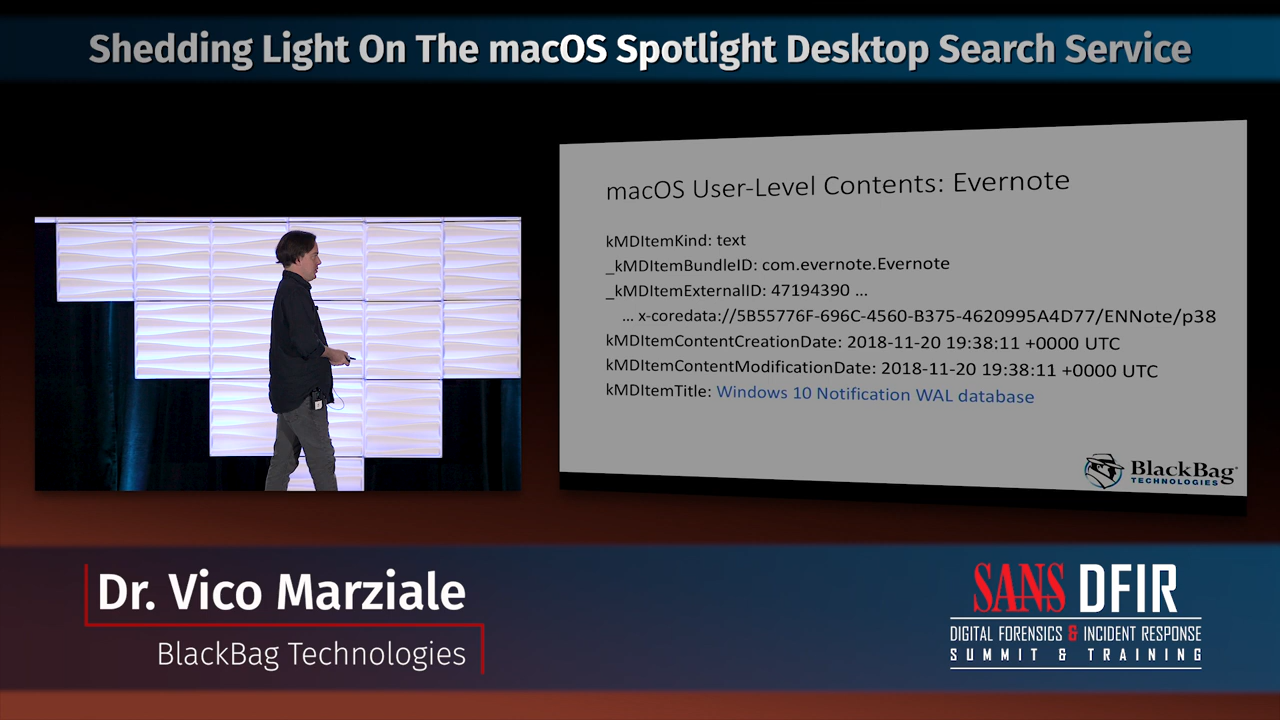 Shedding Light On The macOS Spotlight Desktop Search Service
macOS User-Level Contents: Evernote
kMDItemKind: text
_kMDItemBundleID: com.evernote.Evernote
_kMDItemExternalID: 47194390 ...
... x-coredata://5B55776F-696C-4560-B375-4620995A4D77/ENNote/p38
kMDItemContentCreationDate: 2018-11-20 19:38:11 +0000 UTC
kMDItemContentModificationDate: 2018-11-20 19:38:11 +0000 UTC
kMDItemTitle: Windows 10 Notification WAL database
BlackBag
TECHNOLOGIES
Dr. Vico Marziale
BlackBag Technologies
SANS DFIR
DIGITAL FORENSICS & INCIDENT RESPONSE
SUMMIT & TRAINING